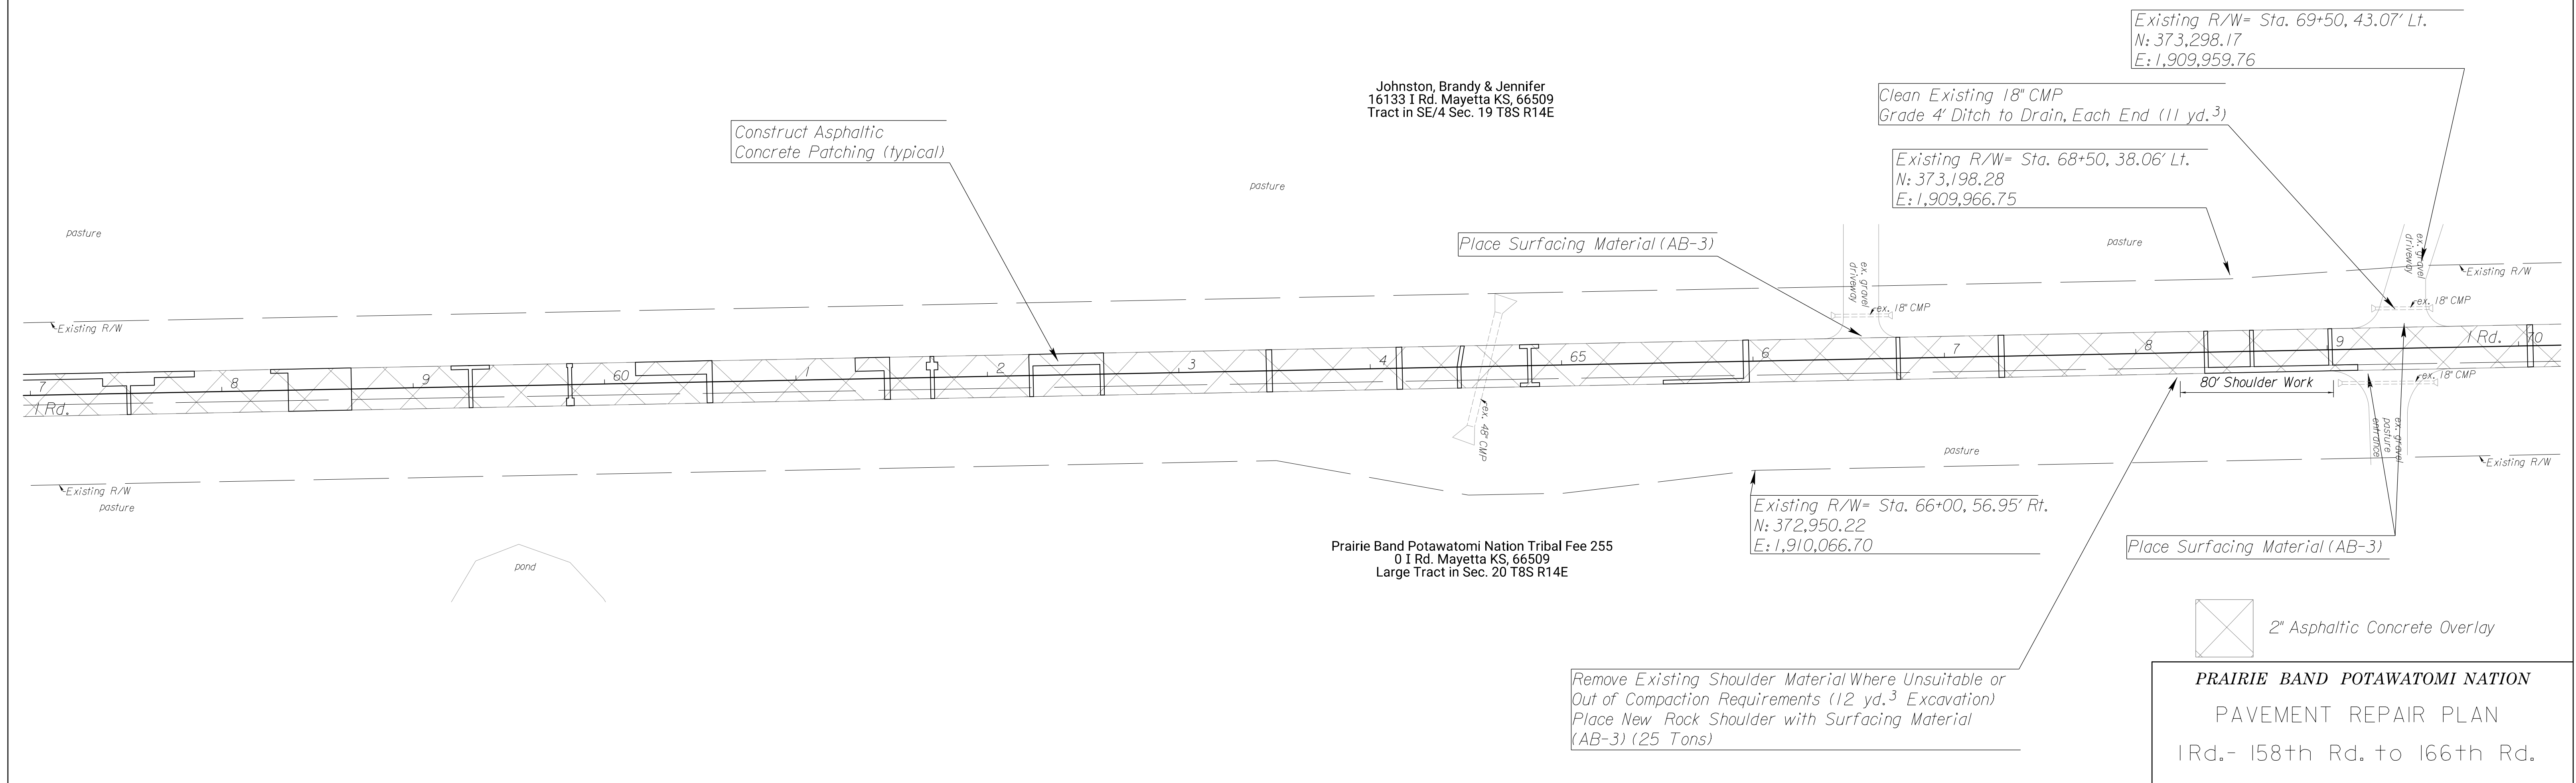 Existing R/W= Sta. 69+50, 43.07' Lt.
N: 373,298.17
E: 1,909,959.76
Johnston, Brandy & Jennifer
16133 I Rd. Mayetta KS, 66509
Tract in SE/4 Sec. 19 T8S R14E
Clean Existing 18" CMP
Grade 4' Ditch to Drain, Each End (11 yd.³)
Construct Asphaltic
Concrete Patching (typical)
Existing R/W= Sta. 68+50, 38.06' Lt.
N: 373,198.28
E: 1,909,966.75
pasture
pasture
Place Surfacing Material (AB-3)
pasture
ex. gravel
driveway
ex. gravel
driveway
Existing R/W
ex. 18" CMP
ex. 18" CMP
Existing R/W
7
8
9
60
1
2
3
4
65
6
7
8
9
70
I Rd.
I Rd.
80' Shoulder Work
ex. 18" CMP
ex. 48" CMP
ex. gravel
pasture
entrance
pasture
Existing R/W
Existing R/W
pasture
Existing R/W= Sta. 66+00, 56.95' Rt.
N: 372,950.22
E: 1,910,066.70
Prairie Band Potawatomi Nation Tribal Fee 255
0 I Rd. Mayetta KS, 66509
Large Tract in Sec. 20 T8S R14E
Place Surfacing Material (AB-3)
pond
2" Asphaltic Concrete Overlay
Remove Existing Shoulder Material Where Unsuitable or
Out of Compaction Requirements (12 yd.³ Excavation)
Place New Rock Shoulder with Surfacing Material
(AB-3) (25 Tons)
PRAIRIE BAND POTAWATOMI NATION
PAVEMENT REPAIR PLAN
I Rd.- 158th Rd. to 166th Rd.